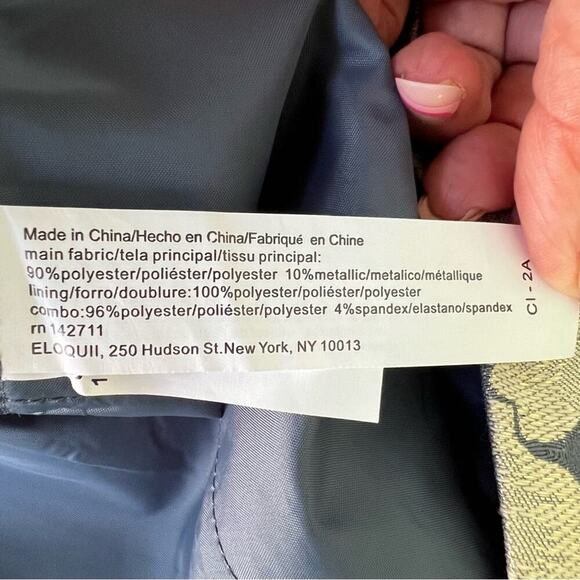 Made in China/Hecho en China/Fabriqué en Chine
main fabric/tela principal/tissu principal:
90%polyester/poliéster/polyester 10%metallic/metalico/métallique
lining/forro/doublure:100%polyester/poliéster/polyester
combo:96%polyester/poliéster/polyester 4%spandex/elastano/spandex
rn 142711
ELOQUII, 250 Hudson St.New York, NY 10013
CI - 2A
1